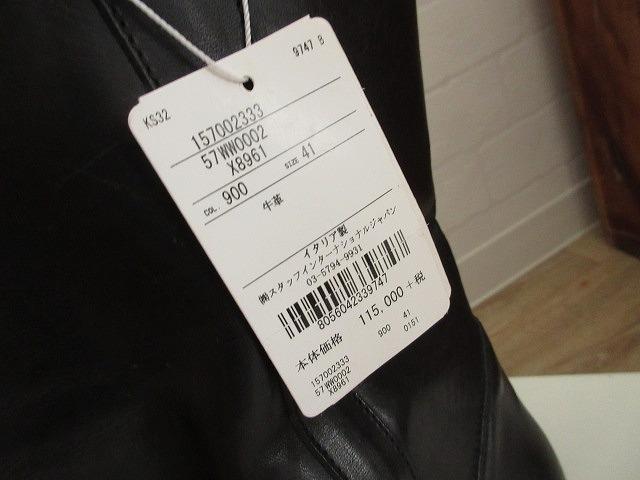 9747 B
KS32
157002333
57WW0002
X8961
COL. 900 SIZE 41
牛革
イタリア製
㈱スタッフインターナショナルジャパン
03-5794-9931
8056042339747
本体価格 115,000+税
157002333 900 41
57WW0002 0151
X8961